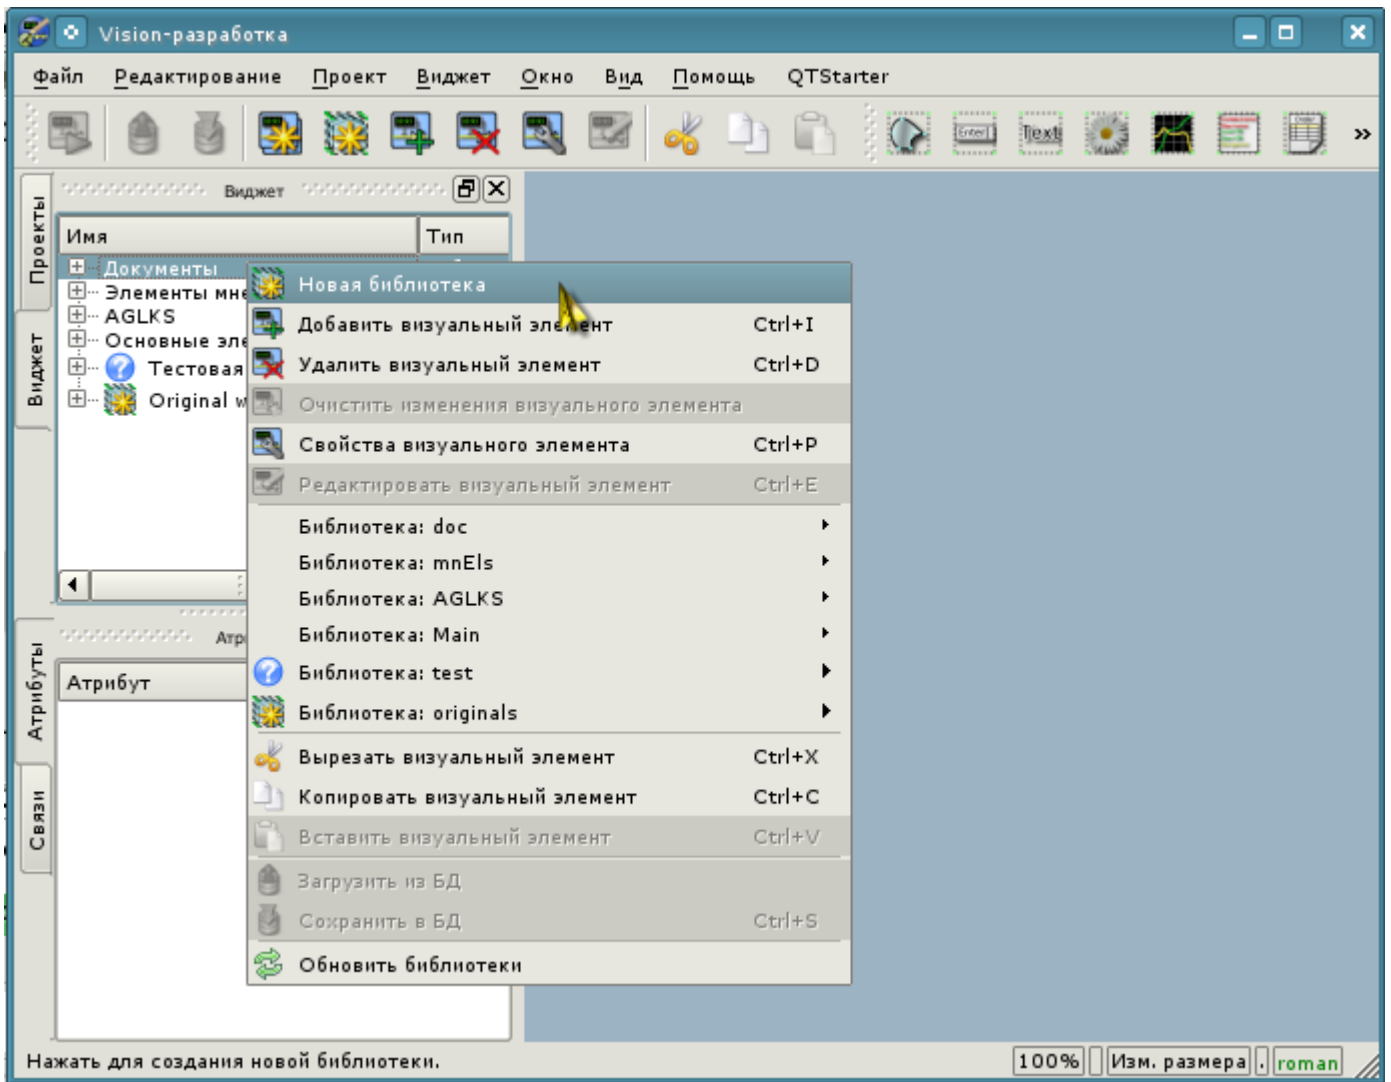 Vision-разработка
Файл Редактирование Проект Виджет Окно Вид Помощь QTStarter
Enter Text »
Проекты
Виджет
Виджет
Имя Тип
Документы
Элементы мне
AGLKS
Основные эле
Тестовая
Original w
Новая библиотека
Добавить визуальный элемент Ctrl+I
Удалить визуальный элемент Ctrl+D
Очистить изменения визуального элемента
Свойства визуального элемента Ctrl+P
Редактировать визуальный элемент Ctrl+E
Библиотека: doc
Библиотека: mnEls
Библиотека: AGLKS
Библиотека: Main
Библиотека: test
Библиотека: originals
Вырезать визуальный элемент Ctrl+X
Копировать визуальный элемент Ctrl+C
Вставить визуальный элемент Ctrl+V
Загрузить из БД
Сохранить в БД Ctrl+S
Обновить библиотеки
Атрибуты
Связи
Атр
Атрибут
Нажать для создания новой библиотеки.
100% Изм. размера . roman